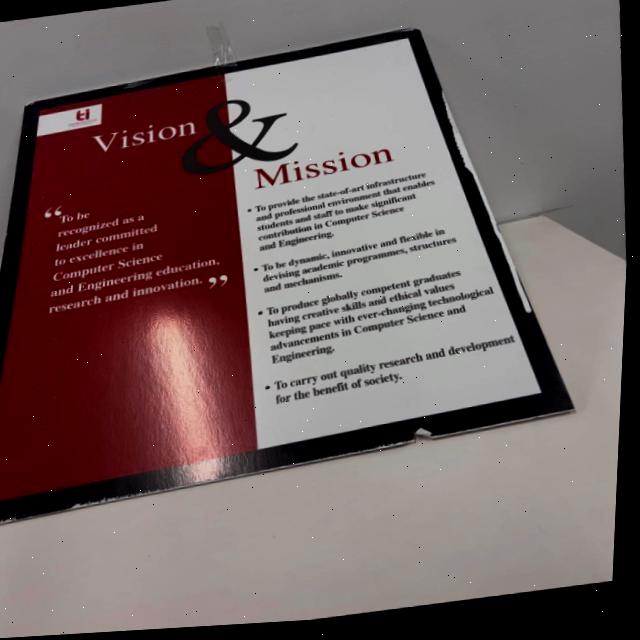 ti
Vision
&
Mission
“To be
recognized as a
leader committed
to excellence in
Computer Science
and Engineering education,
research and innovation.”
• To provide the state-of-art infrastructure
and professional environment that enables
students and staff to make significant
contribution in Computer Science
and Engineering.
• To be dynamic, innovative and flexible in
devising academic programmes, structures
and mechanisms.
• To produce globally competent graduates
having creative skills and ethical values
keeping pace with ever-changing technological
advancements in Computer Science and
Engineering.
• To carry out quality research and development
for the benefit of society.